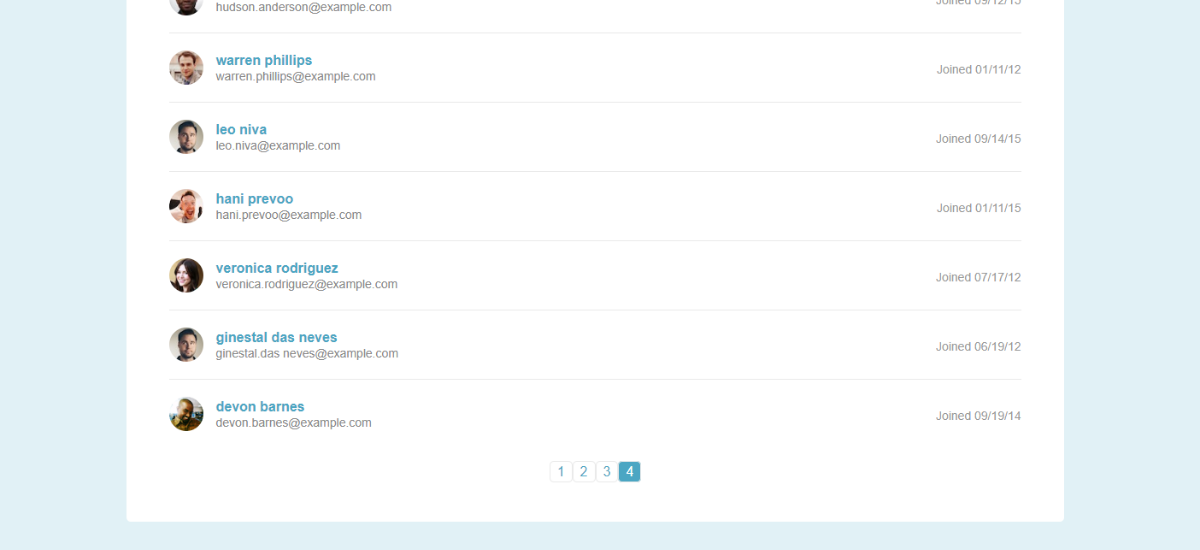 hudson.anderson@example.com
Joined 09/12/15
warren phillips
warren.phillips@example.com
Joined 01/11/12
leo niva
leo.niva@example.com
Joined 09/14/15
hani prevoo
hani.prevoo@example.com
Joined 01/11/15
veronica rodriguez
veronica.rodriguez@example.com
Joined 07/17/12
ginestal das neves
ginestal.das neves@example.com
Joined 06/19/12
devon barnes
devon.barnes@example.com
Joined 09/19/14
1 2 3 4